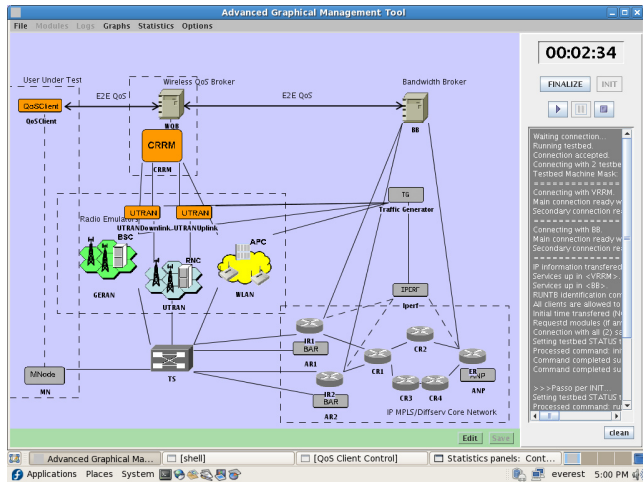 Advanced Graphical Management Tool
File Modules Logs Graphs Statistics Options
00:02:34
FINALIZE INIT
User Under Test
Wireless QoS Broker
Bandwidth Broker
E2E QoS
E2E QoS
QoSClient
QoSClient
WQB
BB
CRRM
CRRM
TG
Traffic Generator
UTRAN
UTRAN
Radio Emulators
UTRANDownlink..
UTRANUplink
BSC
RNC
APC
GERAN
UTRAN
WLAN
IPERF
Iperf
IR1
BAR
AR1
CR2
CR1
ER
ANP
ANP
TS
MNode
MN
IR2
BAR
AR2
CR3
CR4
IP MPLS/Diffserv Core Network
Waiting connection...
Running testbed.
Connection accepted.
Connecting with 2 testbe
Testbed Machine Mask:
==================
Connecting with VRRM.
Main connection ready w
Secondary connection re
==================
Connecting with BB.
Main connection ready w
Secondary connection re
==================
IP information transfered
Services up in <VRRM>.
Services up in <BB>.
RUNTB identification com
All clients are allowed to
Initial time transfered (N
Requestd modules (if an
Connection with all (2) sa
Setting testbed STATUS t
Processed command: ini
Command completed su
Command completed su
>>>Passo per INIT...
Setting testbed STATUS t
Processed command: ru
clean
Edit Save
Advanced Graphical Ma...
[shell]
[QoS Client Control]
Statistics panels: Cont...
Applications Places System
everest 5:00 PM